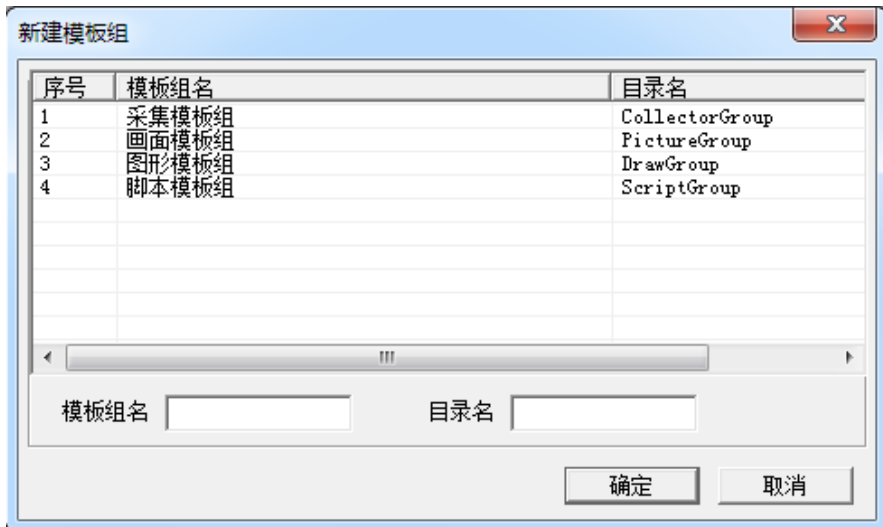 新建模板组
序号 模板组名 目录名
1 采集模板组 CollectorGroup
2 画面模板组 PictureGroup
3 图形模板组 DrawGroup
4 脚本模板组 ScriptGroup
模板组名 目录名
确定 取消